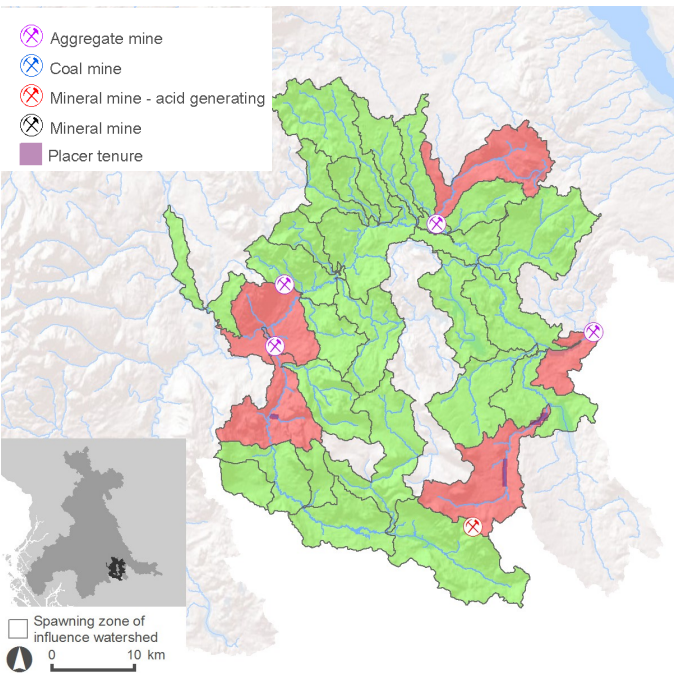 Aggregate mine
Coal mine
Mineral mine - acid generating
Mineral mine
Placer tenure
Spawning zone of
influence watershed
0 10 km